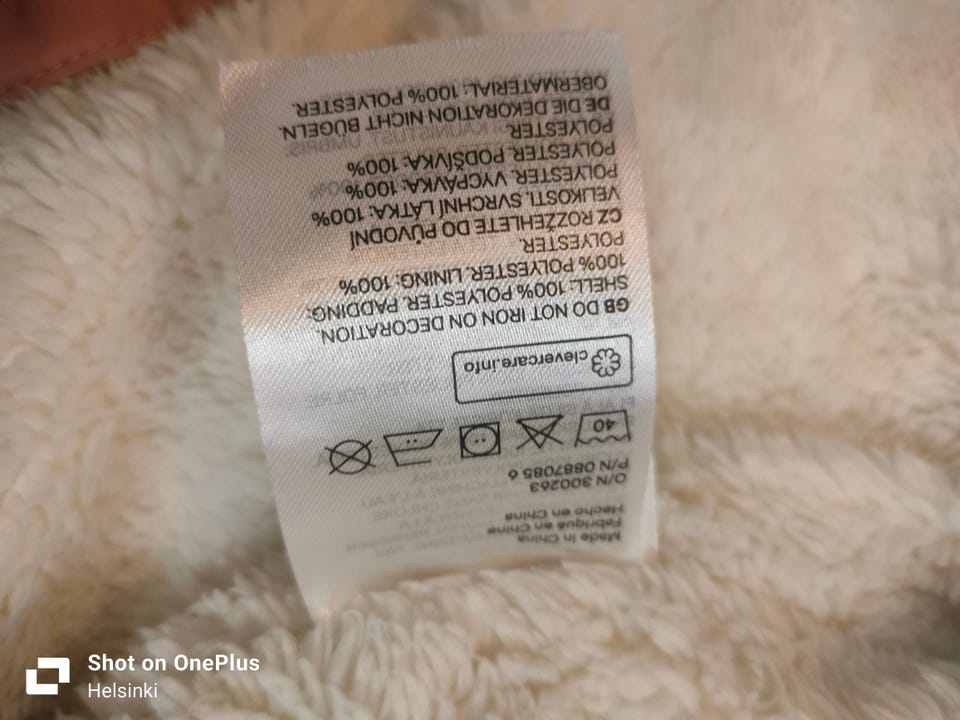 Made in China
Fabriqué en China
Hecho en China
O/N 300263
P/N 0887085 6
40
clevercare.info
GB DO NOT IRON ON DECORATION.
SHELL: 100% POLYESTER. PADDING:
100% POLYESTER. LINING: 100%
POLYESTER.
CZ ROZŽEHLETE DO PŮVODNÍ
VELIKOSTI. SVRCHNÍ LÁTKA: 100%
POLYESTER. VYCPÁVKA: 100%
POLYESTER. PODŠÍVKA: 100%
POLYESTER.
DE DIE DEKORATION NICHT BÜGELN.
OBERMATERIAL: 100% POLYESTER.
Shot on OnePlus
Helsinki